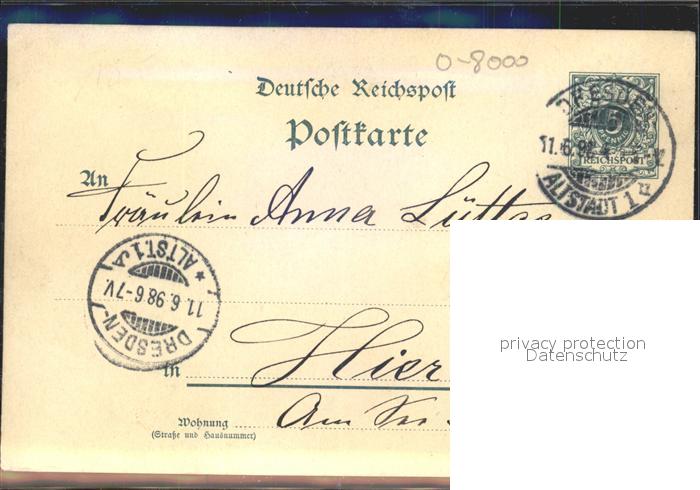 0-8000
Deutsche Reichspost
Postkarte
DRESDEN
11.6.98
ALTSTADT 1
5
REICHSPOST
An
Fräulein Anna
ALTST. 1
11.6.98 6-7V.
DRESDEN-
in
Hier
Am
Wohnung
(Straße und Hausnummer)
privacy protection
Datenschutz